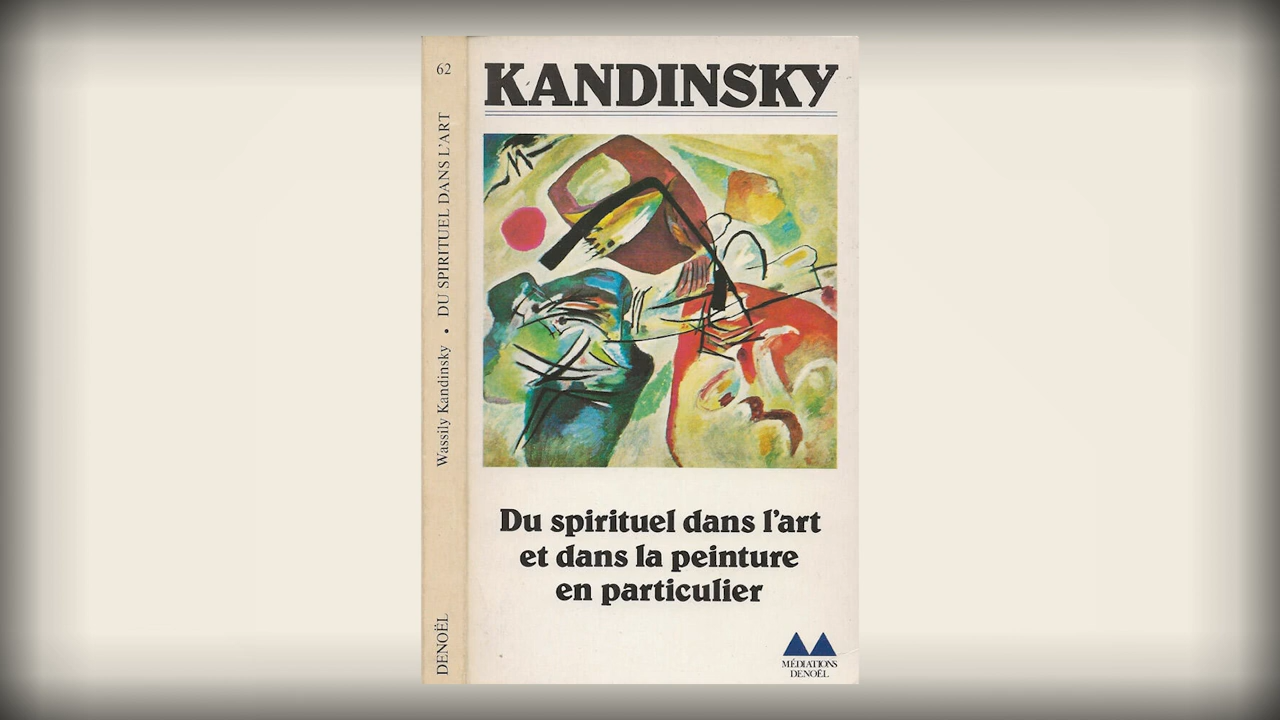 62
Wassily Kandinsky • DU SPIRITUEL DANS L'ART
DENOËL
KANDINSKY
Du spirituel dans l'art
et dans la peinture
en particulier
MÉDIATIONS
DENOËL